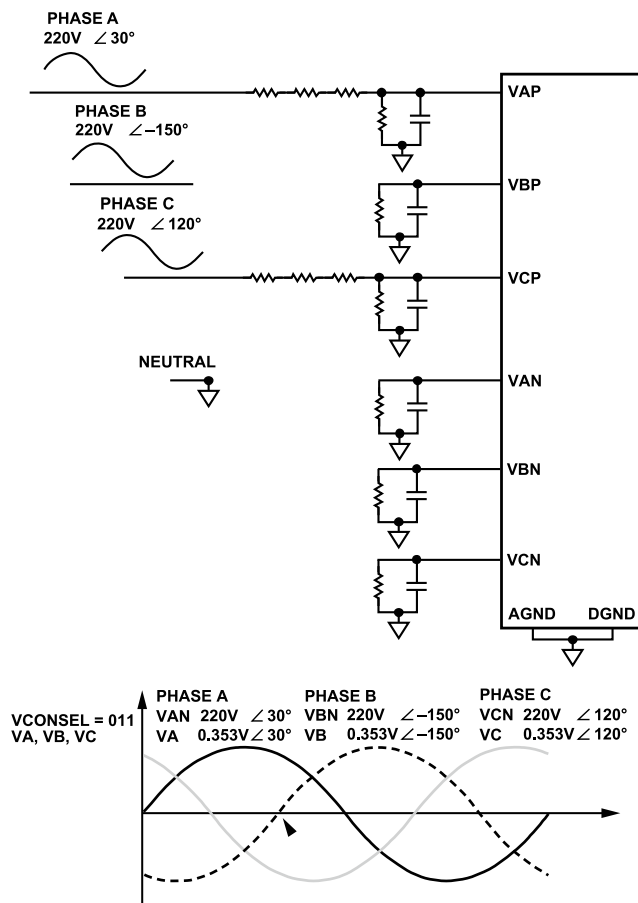 PHASE A
220V ∠30°
PHASE B
220V ∠–150°
PHASE C
220V ∠120°
NEUTRAL
VAP
VBP
VCP
VAN
VBN
VCN
AGND DGND
VCONSEL = 011
VA, VB, VC
PHASE A
VAN 220V ∠30°
VA 0.353V∠30°
PHASE B
VBN 220V ∠–150°
VB 0.353V∠–150°
PHASE C
VCN 220V ∠120°
VC 0.353V∠120°